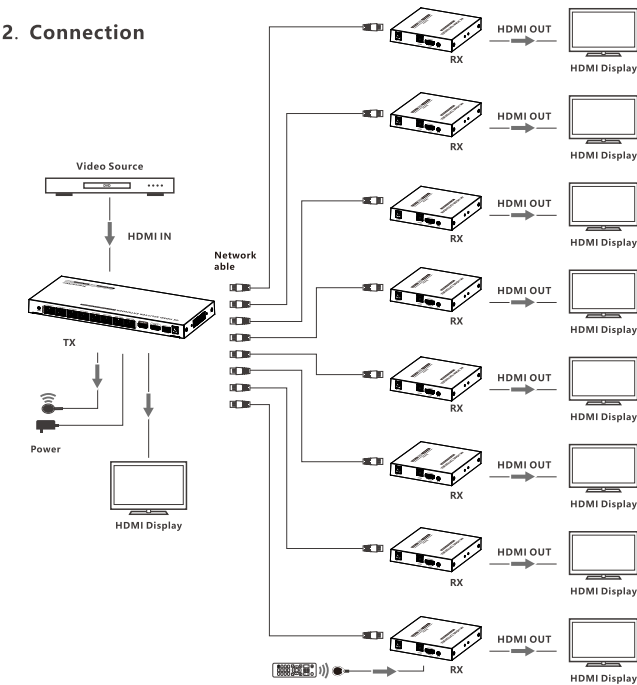 2. Connection
HDMI OUT
RX
HDMI Display
HDMI OUT
RX
HDMI Display
Video Source
HDMI IN
HDMI OUT
RX
HDMI Display
Network
able
TX
HDMI OUT
RX
HDMI Display
HDMI OUT
RX
HDMI Display
Power
HDMI Display
HDMI OUT
RX
HDMI Display
HDMI OUT
RX
HDMI Display
HDMI OUT
RX
HDMI Display